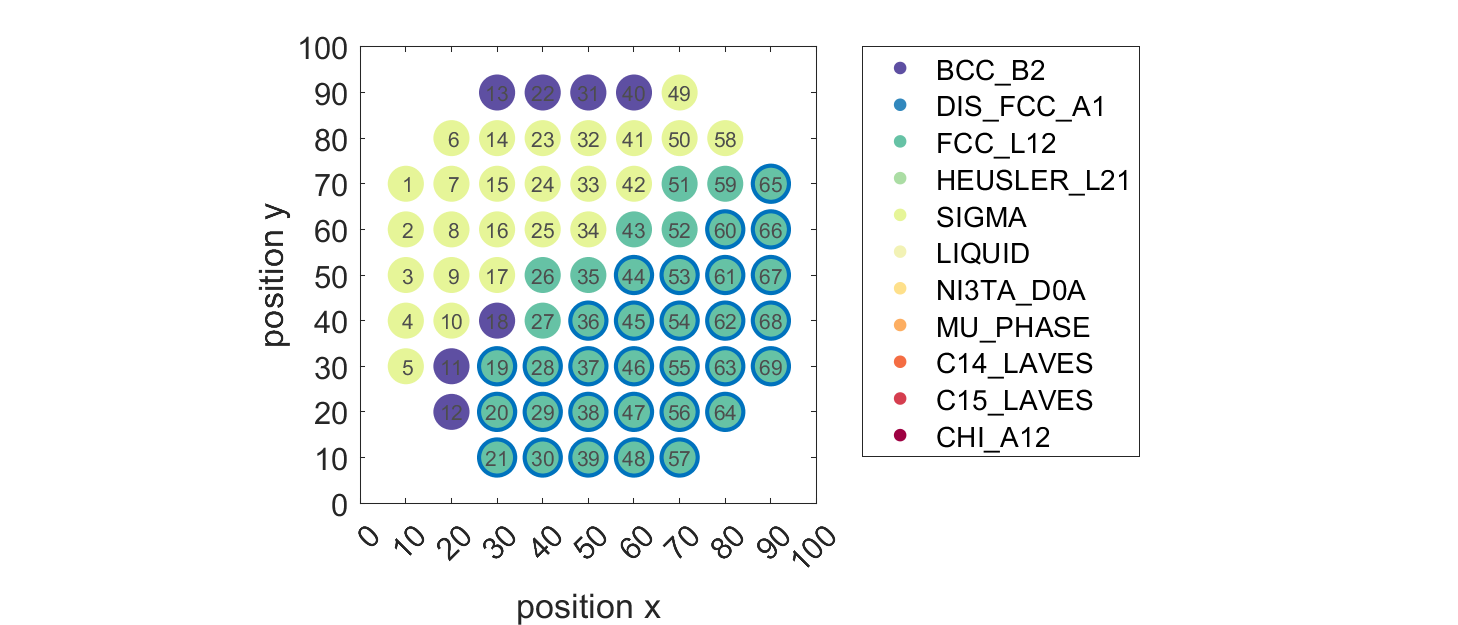 100
90
80
70
60
50
40
30
20
10
0
position y
13 22 31 40 49
6 14 23 32 41 50 58
1 7 15 24 33 42 51 59 65
2 8 16 25 34 43 52 60 66
3 9 17 26 35 44 53 61 67
4 10 18 27 36 45 54 62 68
5 11 19 28 37 46 55 63 69
12 20 29 38 47 56 64
21 30 39 48 57
0 10 20 30 40 50 60 70 80 90 100
position x
BCC_B2
DIS_FCC_A1
FCC_L12
HEUSLER_L21
SIGMA
LIQUID
NI3TA_D0A
MU_PHASE
C14_LAVES
C15_LAVES
CHI_A12